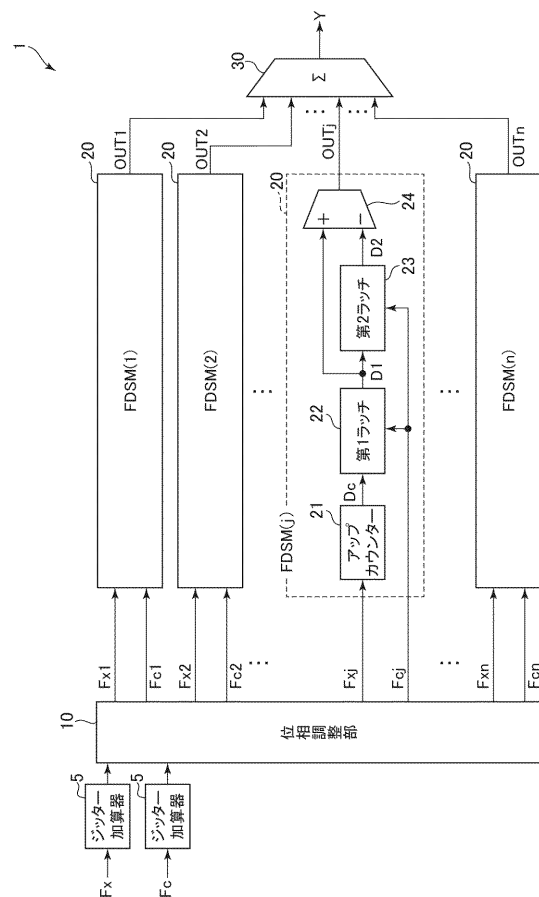 1
Fx
Fc
5
ジッター
加算器
5
ジッター
加算器
10
位相調整部
Fx1
Fc1
Fx2
Fc2
…
Fxj
Fcj
…
Fxn
Fcn
20
FDSM(1)
OUT1
20
FDSM(2)
OUT2
…
FDSM(j)
20
21
アップ
カウンター
Dc
22
第1ラッチ
D1
第2ラッチ
23
D2
+
−
24
OUTj
…
20
FDSM(n)
OUTn
30
Σ
…
…
Y